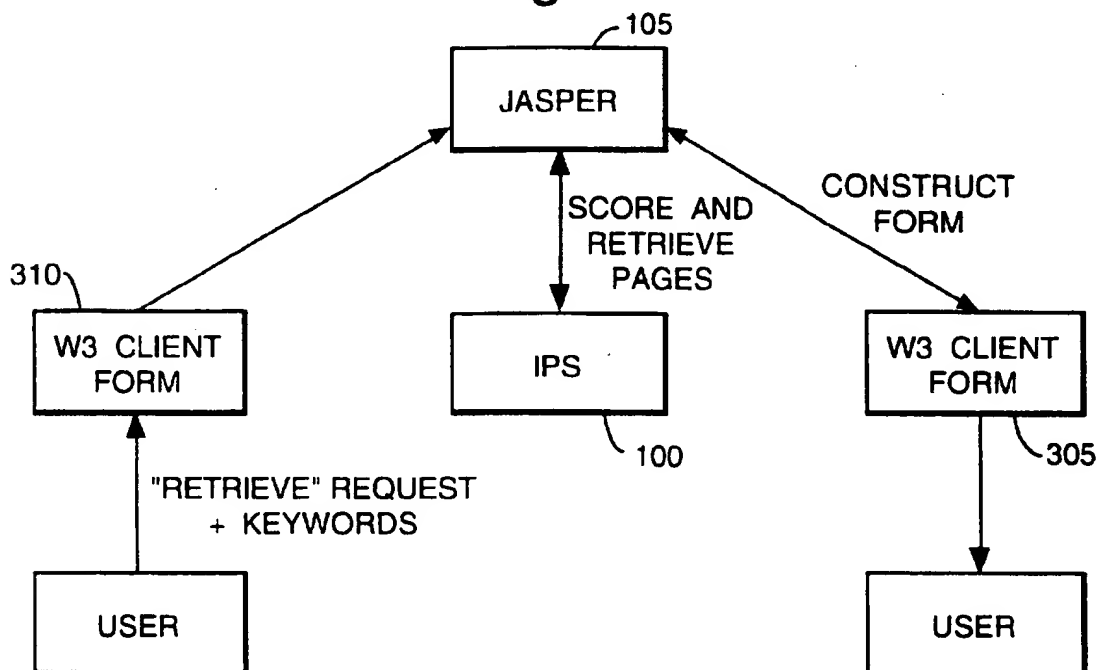 105
JASPER
SCORE AND
RETRIEVE
PAGES
CONSTRUCT
FORM
310
W3 CLIENT
FORM
IPS
W3 CLIENT
FORM
100
305
"RETRIEVE" REQUEST
+ KEYWORDS
USER
USER